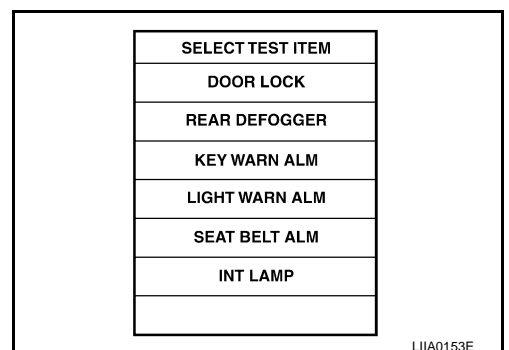 SELECT TEST ITEM
DOOR LOCK
REAR DEFOGGER
KEY WARN ALM
LIGHT WARN ALM
SEAT BELT ALM
INT LAMP
LIIA0153E